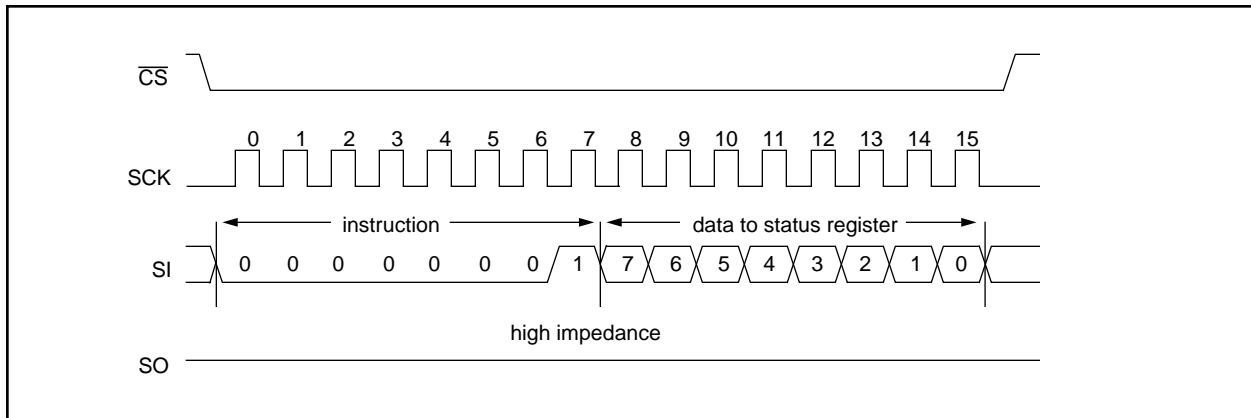 CS
0 1 2 3 4 5 6 7 8 9 10 11 12 13 14 15
SCK
instruction data to status register
SI 0 0 0 0 0 0 0 1 7 6 5 4 3 2 1 0
high impedance
SO